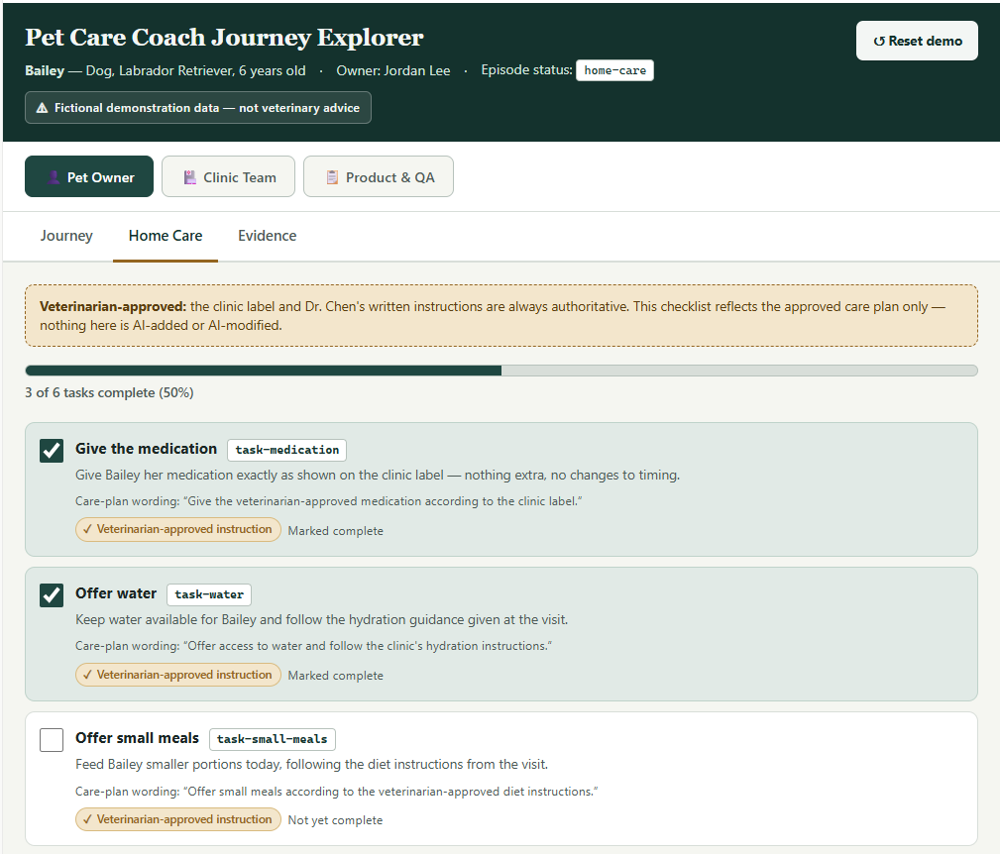 Pet Care Coach Journey Explorer
↺ Reset demo
Bailey — Dog, Labrador Retriever, 6 years old · Owner: Jordan Lee · Episode status: home-care
⚠ Fictional demonstration data — not veterinary advice
Pet Owner
Clinic Team
Product & QA
Journey
Home Care
Evidence
Veterinarian-approved: the clinic label and Dr. Chen's written instructions are always authoritative. This checklist reflects the approved care plan only —
nothing here is AI-added or AI-modified.
3 of 6 tasks complete (50%)
Give the medication task-medication
Give Bailey her medication exactly as shown on the clinic label — nothing extra, no changes to timing.
Care-plan wording: “Give the veterinarian-approved medication according to the clinic label.”
✓ Veterinarian-approved instruction Marked complete
Offer water task-water
Keep water available for Bailey and follow the hydration guidance given at the visit.
Care-plan wording: “Offer access to water and follow the clinic's hydration instructions.”
✓ Veterinarian-approved instruction Marked complete
Offer small meals task-small-meals
Feed Bailey smaller portions today, following the diet instructions from the visit.
Care-plan wording: “Offer small meals according to the veterinarian-approved diet instructions.”
✓ Veterinarian-approved instruction Not yet complete